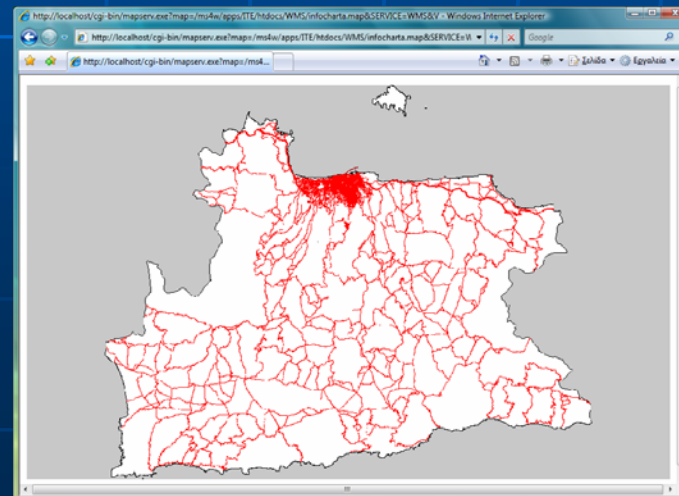 http://localhost/cgi-bin/mapserv.exe?map=/ms4w/apps/ITE/htdocs/WMS/infocharta.map&SERVICE=WMS&V - Windows Internet Explorer
http://localhost/cgi-bin/mapserv.exe?map=/ms4w/apps/ITE/htdocs/WMS/infocharta.map&SERVICE=W
Google
http://localhost/cgi-bin/mapserv.exe?map=/ms4...
Σελίδα
Εργαλεία